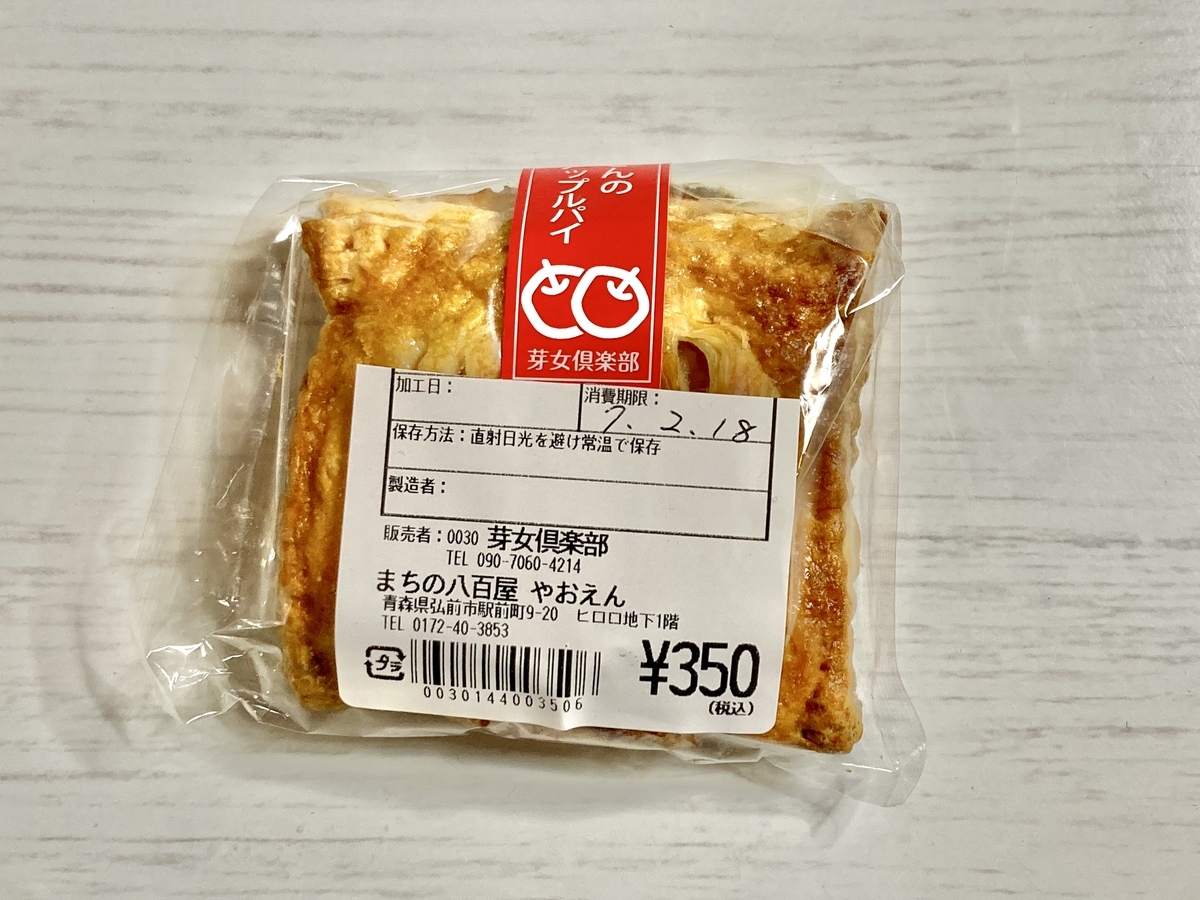 んの
ップルパイ
芽女倶楽部
加工日：
消費期限：
7.2.18
保存方法：直射日光を避け常温で保存
製造者：
販売者：0030 芽女倶楽部
TEL 090-7060-4214
まちの八百屋 やおえん
青森県弘前市駅前町9-20 ヒロロ地下1階
TEL 0172-40-3853
プラ
0030144003506
¥350
(税込)